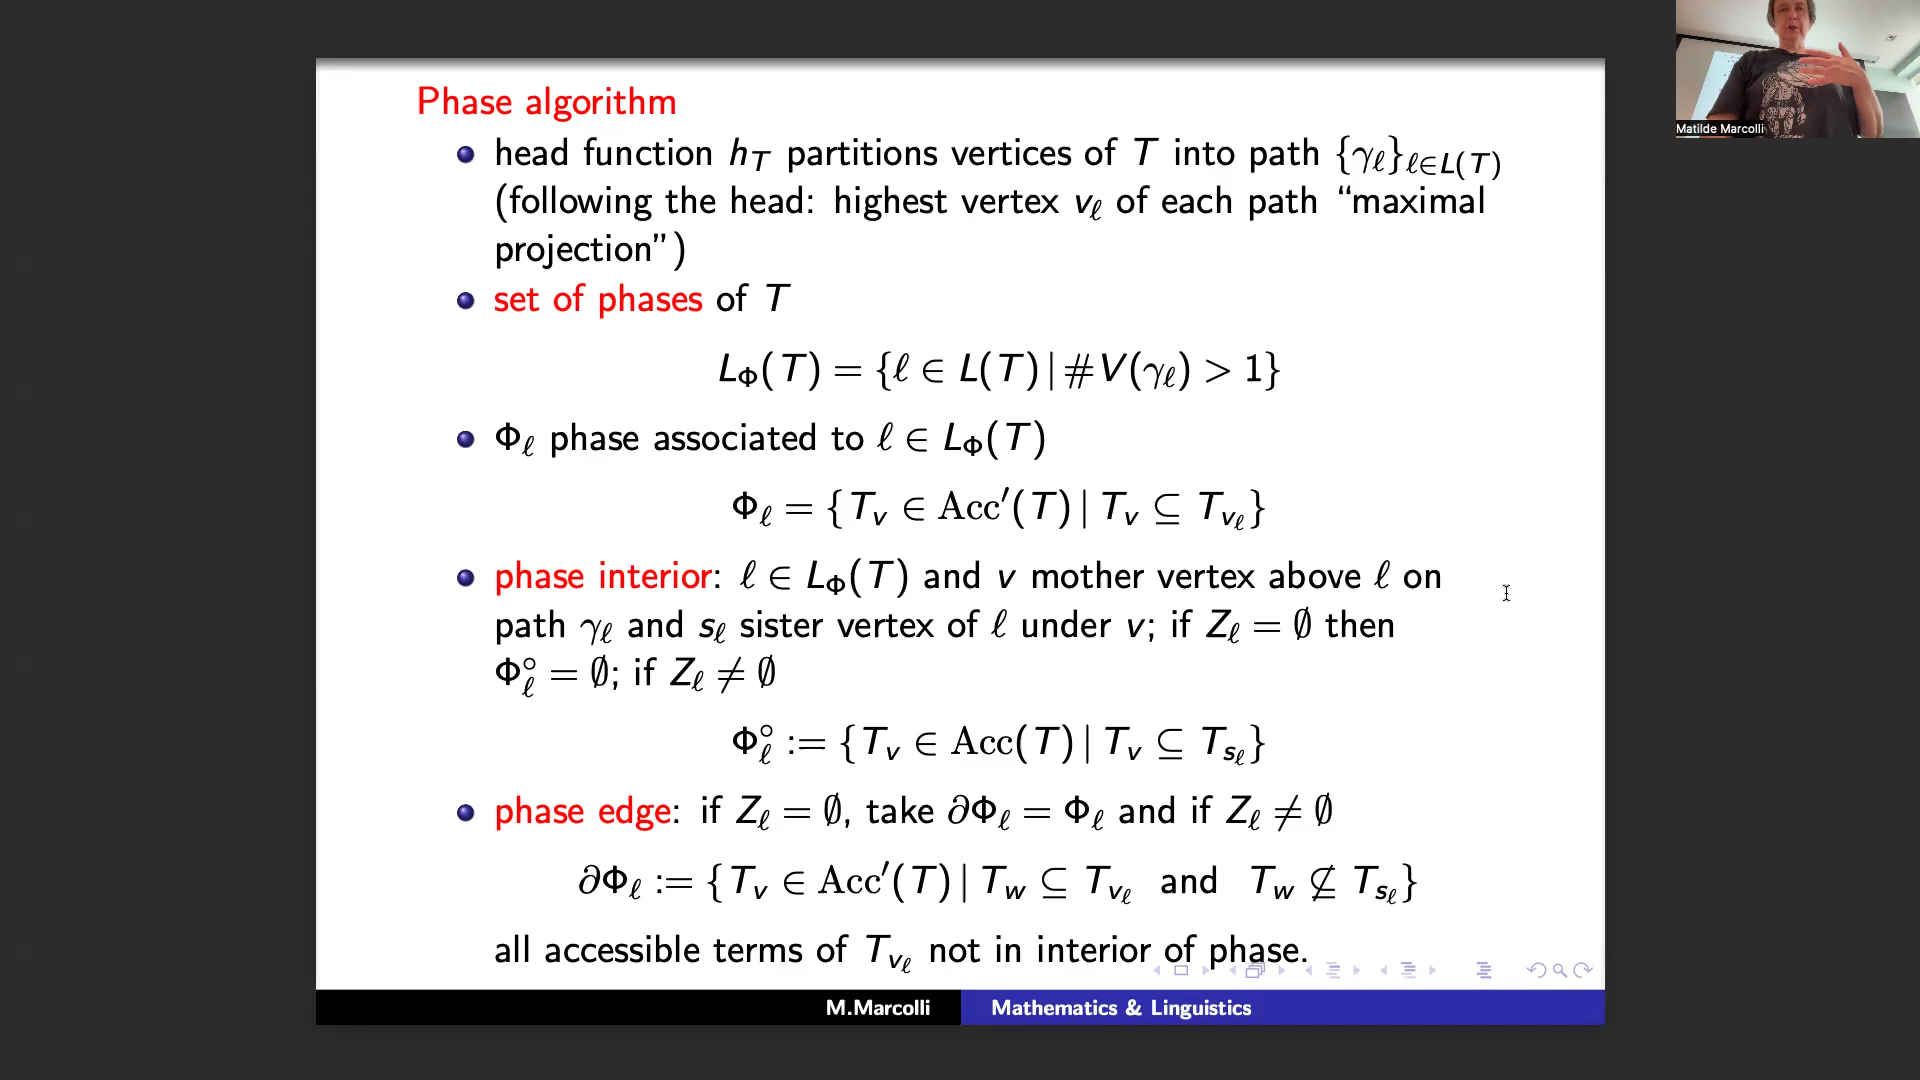 Phase algorithm
head function h_T partitions vertices of T into path {γ_ℓ}_{ℓ∈L(T)}
(following the head: highest vertex v_ℓ of each path “maximal
projection”)
set of phases of T
L_Φ(T) = {ℓ ∈ L(T) | #V(γ_ℓ) > 1}
Φ_ℓ phase associated to ℓ ∈ L_Φ(T)
Φ_ℓ = {T_v ∈ Acc′(T) | T_v ⊆ T_{v_ℓ}}
phase interior: ℓ ∈ L_Φ(T) and v mother vertex above ℓ on
path γ_ℓ and s_ℓ sister vertex of ℓ under v; if Z_ℓ = ∅ then
Φ°_ℓ = ∅; if Z_ℓ ≠ ∅
Φ°_ℓ := {T_v ∈ Acc(T) | T_v ⊆ T_{s_ℓ}}
phase edge: if Z_ℓ = ∅, take ∂Φ_ℓ = Φ_ℓ and if Z_ℓ ≠ ∅
∂Φ_ℓ := {T_v ∈ Acc′(T) | T_w ⊆ T_{v_ℓ} and T_w ⊈ T_{s_ℓ}}
all accessible terms of T_{v_ℓ} not in interior of phase.
M.Marcolli
Mathematics & Linguistics
Matilde Marcolli